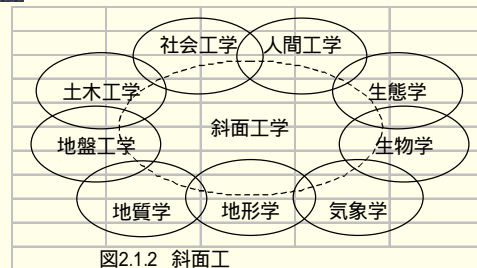 社会工学 人間工学
土木工学 生態学
斜面工学
地盤工学 生物学
地質学 地形学 気象学
図2.1.2 斜面工